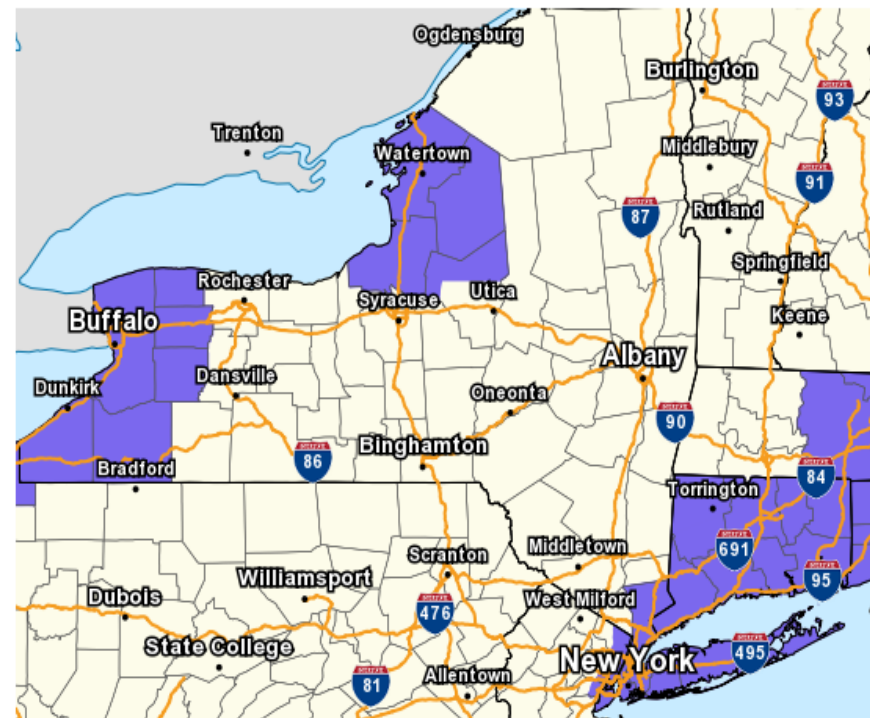 Ogdensburg
Burlington
93
Trenton
Watertown
Middlebury
91
87
Rutland
Springfield
Rochester
Syracuse
Utica
Keene
Buffalo
Albany
Dunkirk
Dansville
Oneonta
90
Binghamton
86
Bradford
84
Torrington
Scranton
Middletown
691
Williamsport
95
Dubois
476
West Milford
State College
New York
495
81
Allentown